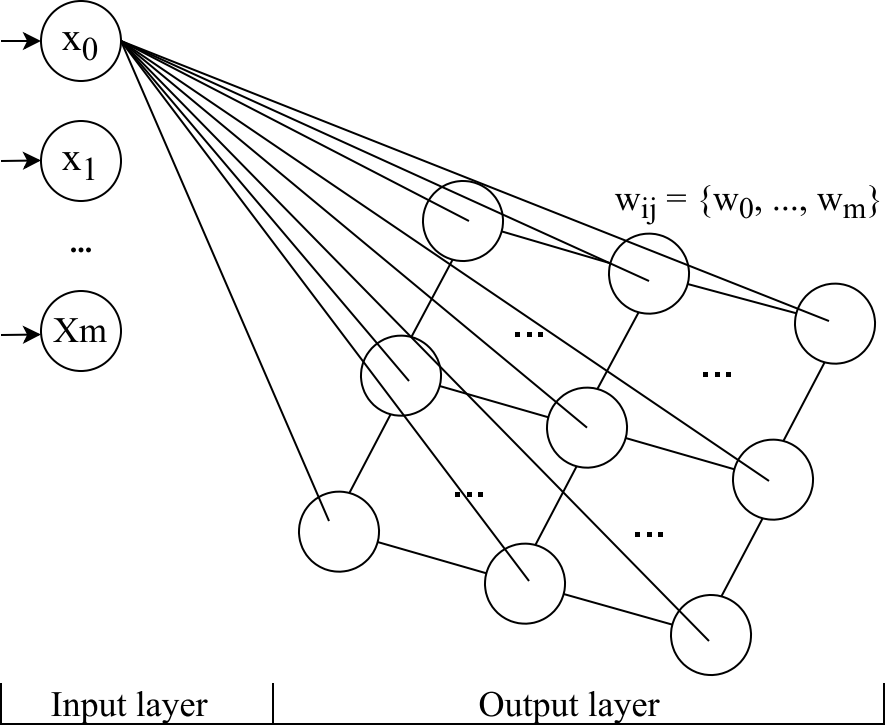 x0
x1
...
Xm
wij = {w0, ..., wm}
...
...
...
...
Input layer
Output layer